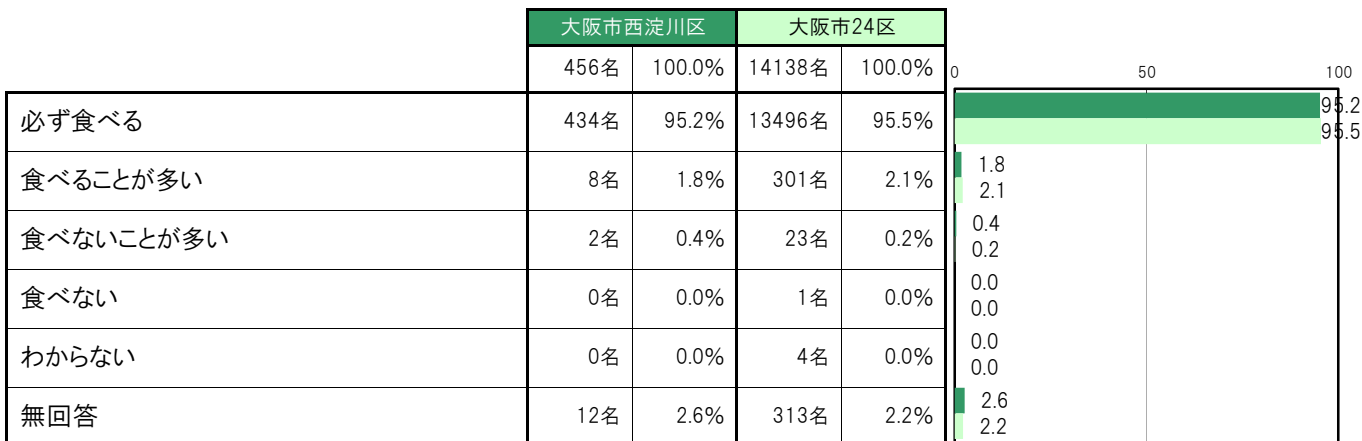 大阪市西淀川区 大阪市24区
456名 100.0% 14138名 100.0% 0 50 100
必ず食べる 434名 95.2% 13496名 95.5% 95.2
95.5
食べることが多い 8名 1.8% 301名 2.1% 1.8
2.1
食べないことが多い 2名 0.4% 23名 0.2% 0.4
0.2
食べない 0名 0.0% 1名 0.0% 0.0
0.0
わからない 0名 0.0% 4名 0.0% 0.0
0.0
無回答 12名 2.6% 313名 2.2% 2.6
2.2